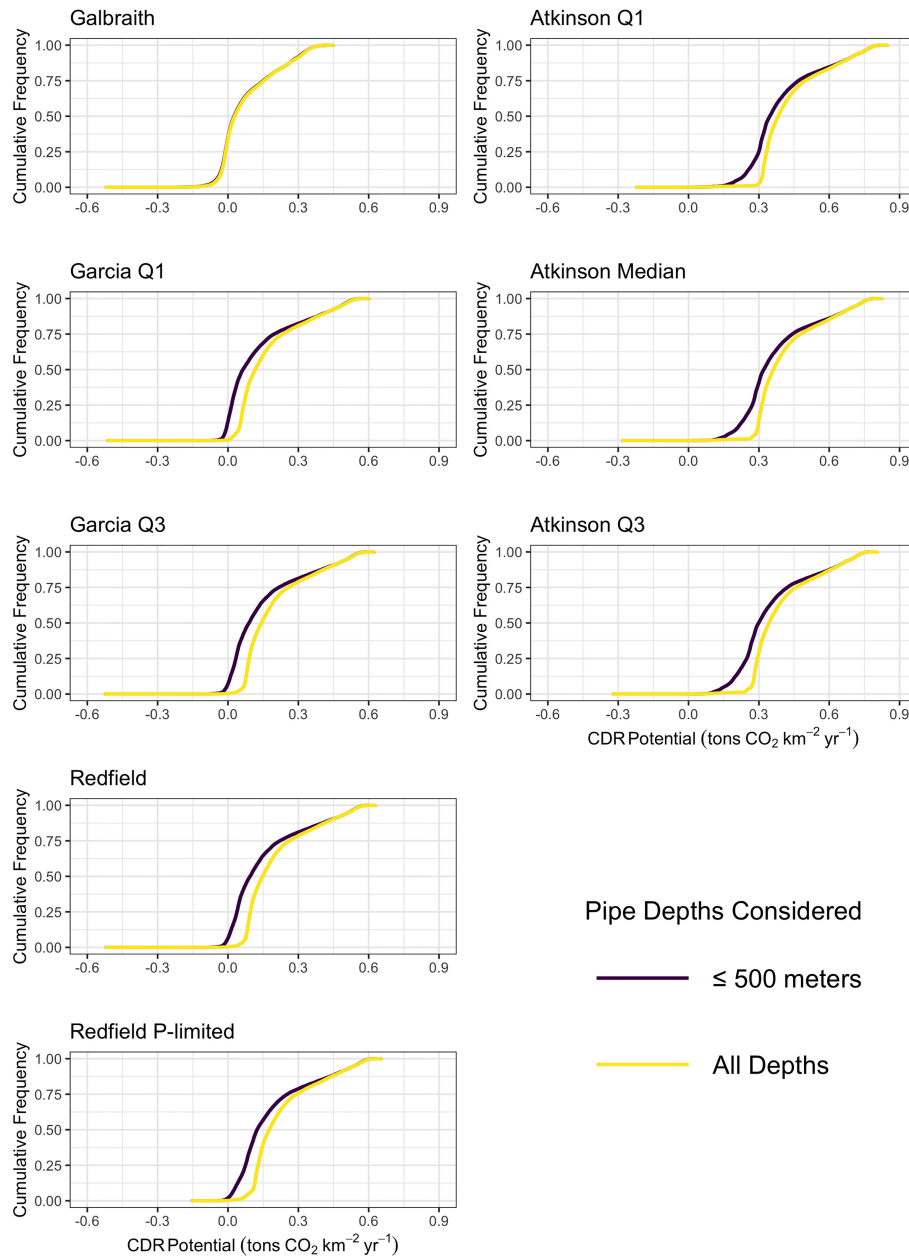 Galbraith
Cumulative Frequency
1.00
0.75
0.50
0.25
0.00
-0.6 -0.3 0.0 0.3 0.6 0.9
Atkinson Q1
Cumulative Frequency
1.00
0.75
0.50
0.25
0.00
-0.6 -0.3 0.0 0.3 0.6 0.9
Garcia Q1
Cumulative Frequency
1.00
0.75
0.50
0.25
0.00
-0.6 -0.3 0.0 0.3 0.6 0.9
Atkinson Median
Cumulative Frequency
1.00
0.75
0.50
0.25
0.00
-0.6 -0.3 0.0 0.3 0.6 0.9
Garcia Q3
Cumulative Frequency
1.00
0.75
0.50
0.25
0.00
-0.6 -0.3 0.0 0.3 0.6 0.9
Atkinson Q3
Cumulative Frequency
1.00
0.75
0.50
0.25
0.00
-0.6 -0.3 0.0 0.3 0.6 0.9
CDR Potential (tons CO₂ km⁻² yr⁻¹)
Redfield
Cumulative Frequency
1.00
0.75
0.50
0.25
0.00
-0.6 -0.3 0.0 0.3 0.6 0.9
Redfield P-limited
Cumulative Frequency
1.00
0.75
0.50
0.25
0.00
-0.6 -0.3 0.0 0.3 0.6 0.9
CDR Potential (tons CO₂ km⁻² yr⁻¹)
Pipe Depths Considered
≤ 500 meters
All Depths